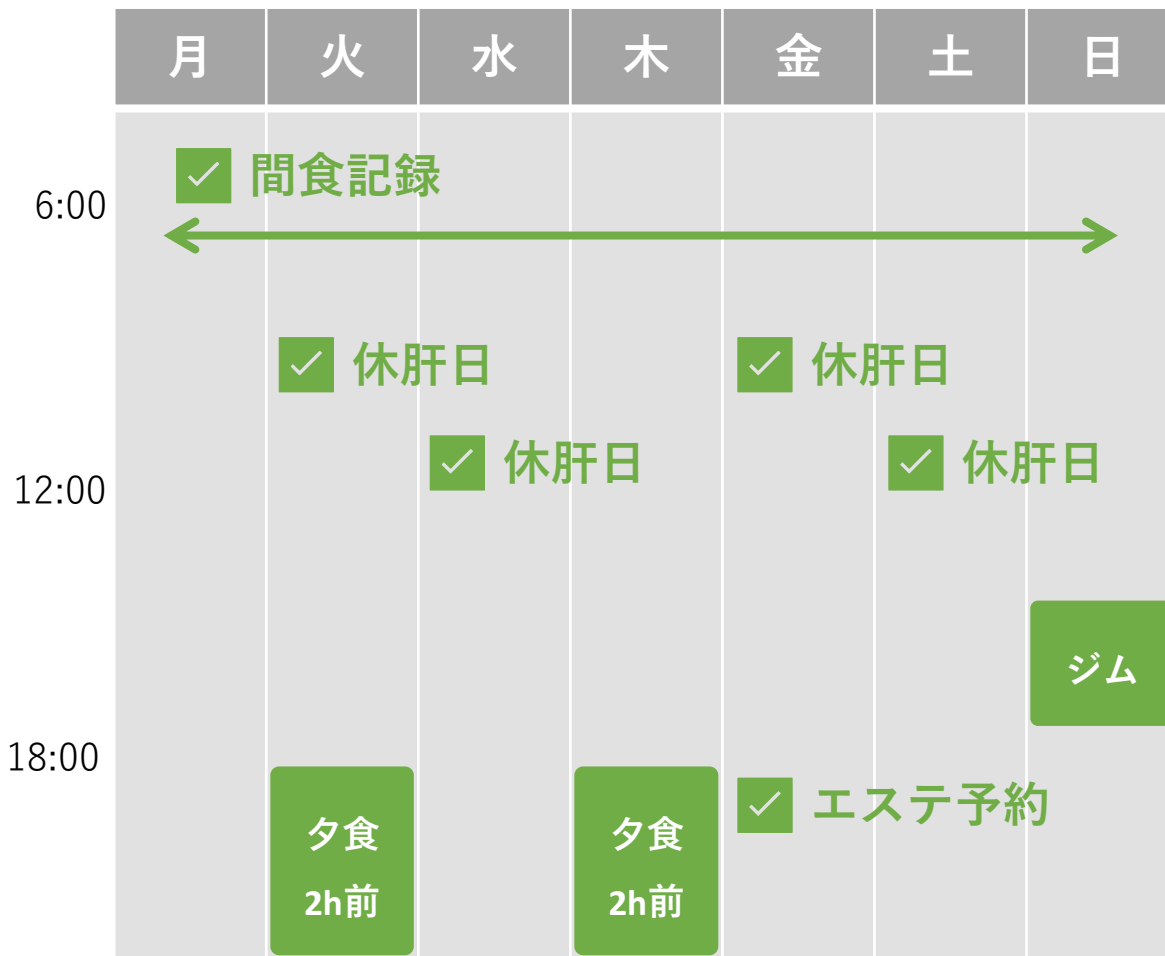 月 火 水 木 金 土 日
間食記録
6:00
休肝日 休肝日
休肝日 休肝日
12:00
ジム
18:00
エステ予約
夕食 夕食
2h前 2h前